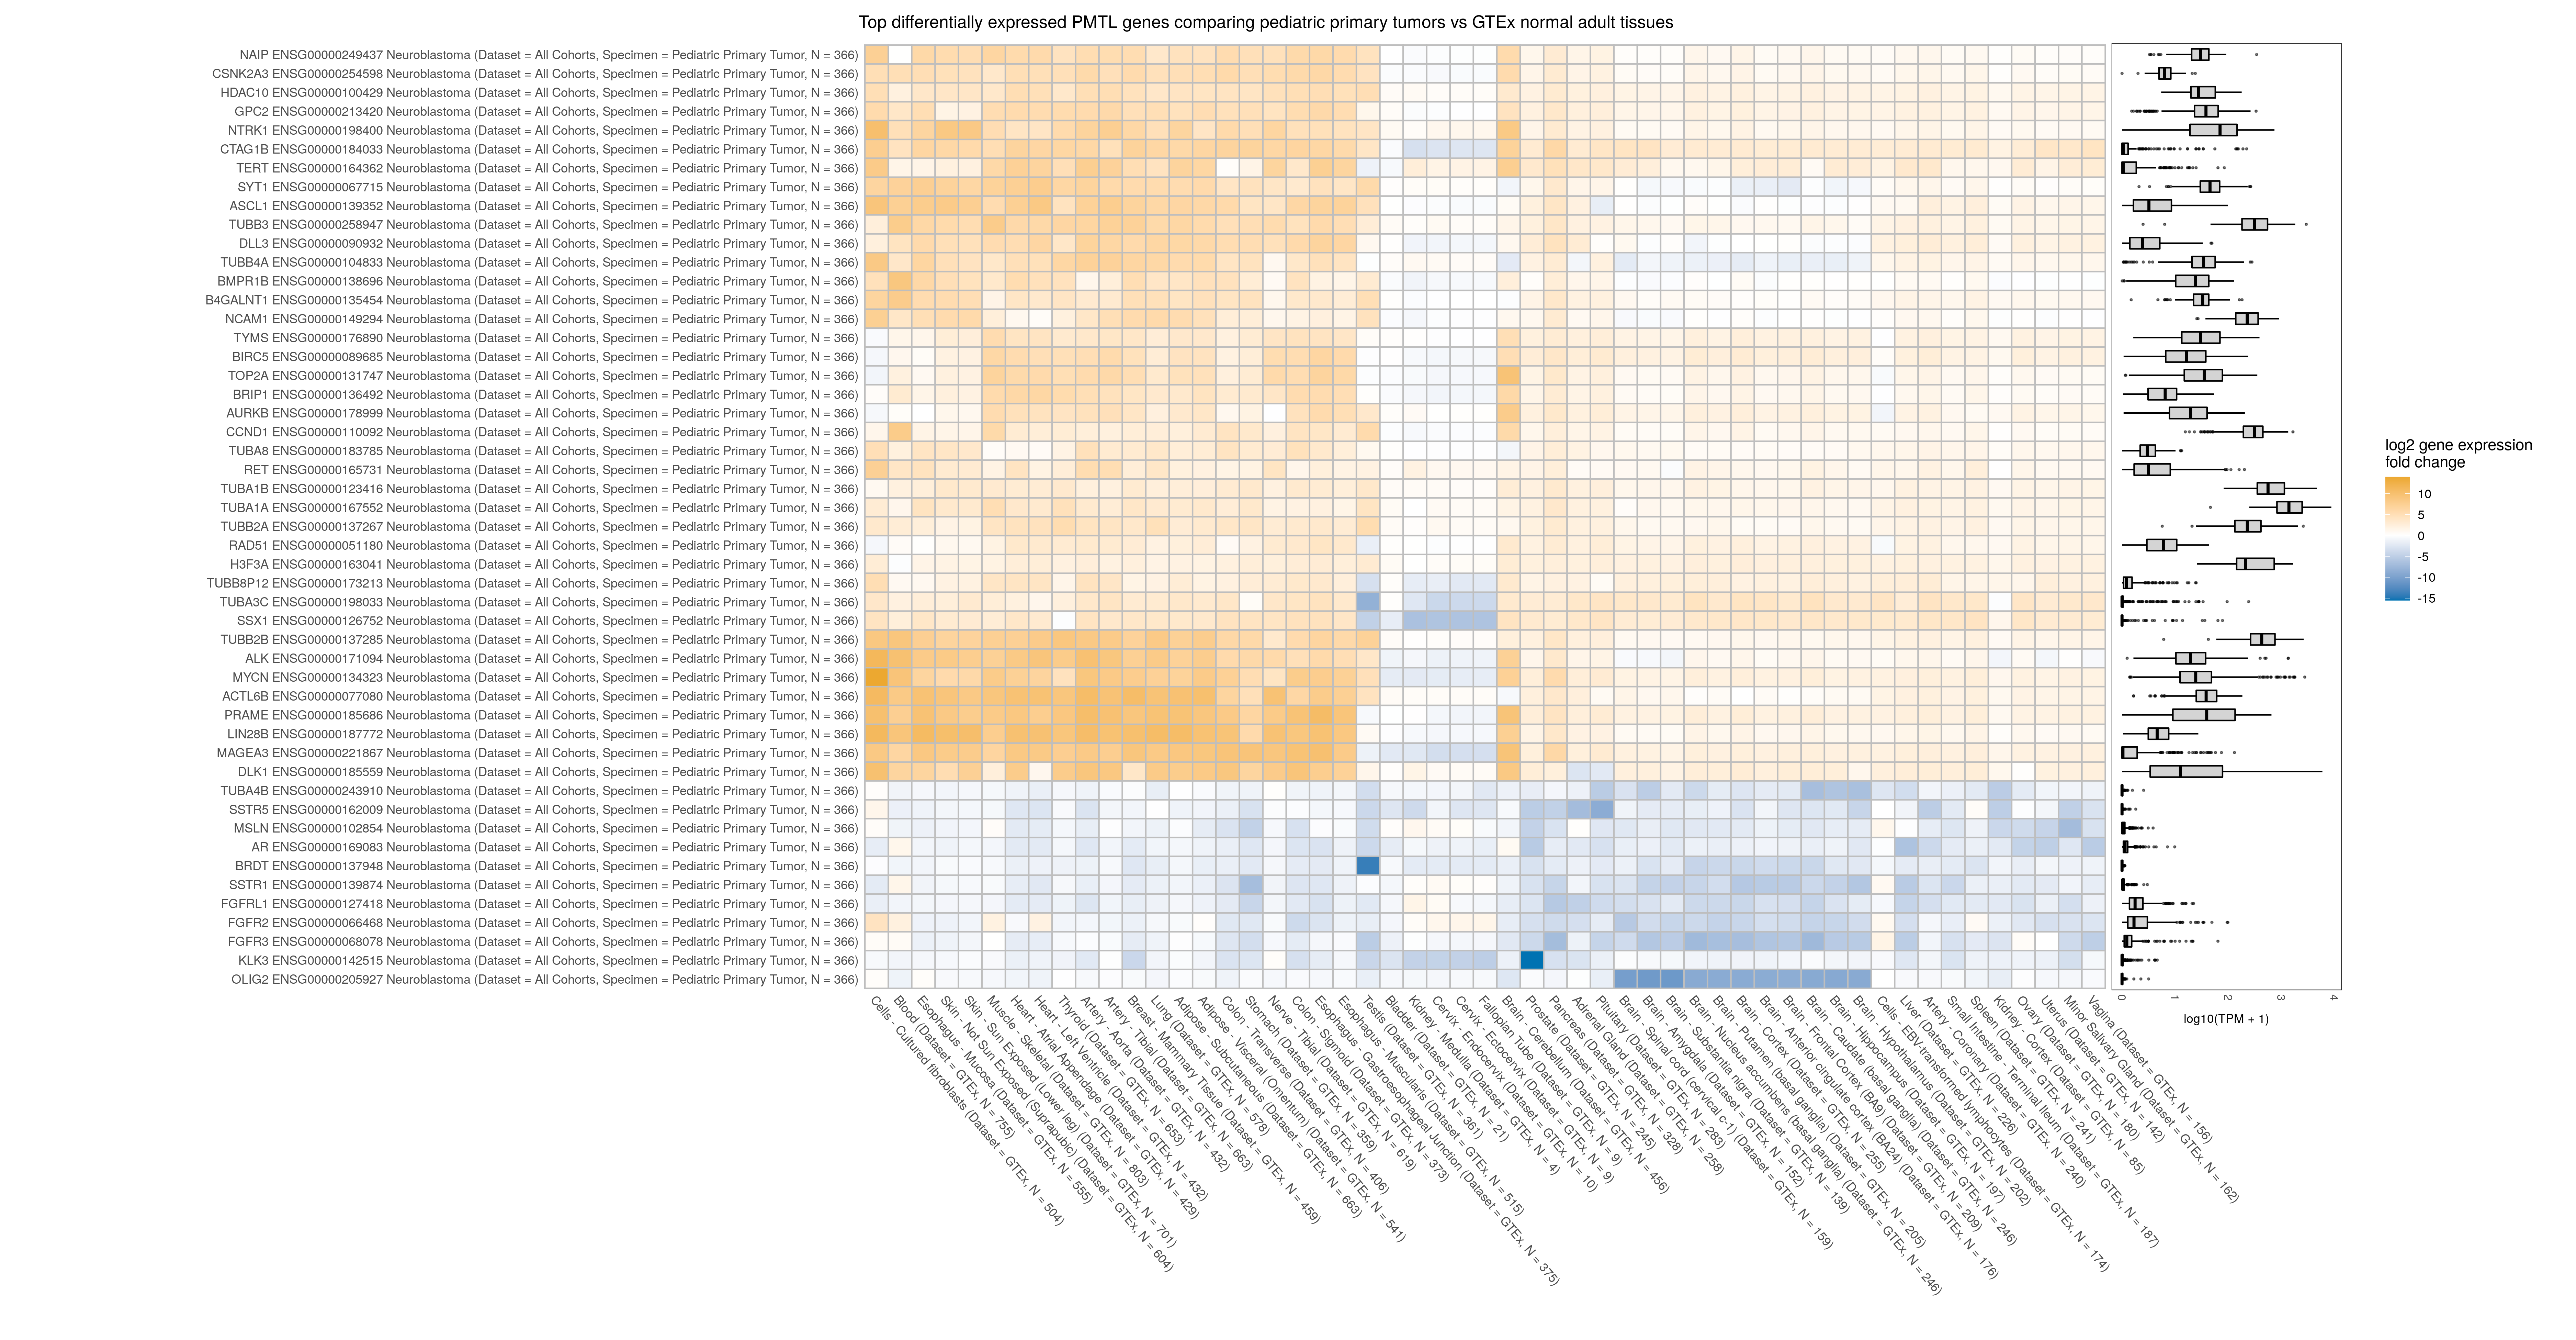 Top differentially expressed PMTL genes comparing pediatric primary tumors vs GTEx normal adult tissues
NAIP ENSG00000249437 Neuroblastoma (Dataset = All Cohorts, Specimen = Pediatric Primary Tumor, N = 366)
CSNK2A3 ENSG00000254598 Neuroblastoma (Dataset = All Cohorts, Specimen = Pediatric Primary Tumor, N = 366)
HDAC10 ENSG00000100429 Neuroblastoma (Dataset = All Cohorts, Specimen = Pediatric Primary Tumor, N = 366)
GPC2 ENSG00000213420 Neuroblastoma (Dataset = All Cohorts, Specimen = Pediatric Primary Tumor, N = 366)
NTRK1 ENSG00000198400 Neuroblastoma (Dataset = All Cohorts, Specimen = Pediatric Primary Tumor, N = 366)
CTAG1B ENSG00000184033 Neuroblastoma (Dataset = All Cohorts, Specimen = Pediatric Primary Tumor, N = 366)
TERT ENSG00000164362 Neuroblastoma (Dataset = All Cohorts, Specimen = Pediatric Primary Tumor, N = 366)
SYT1 ENSG00000067715 Neuroblastoma (Dataset = All Cohorts, Specimen = Pediatric Primary Tumor, N = 366)
ASCL1 ENSG00000139352 Neuroblastoma (Dataset = All Cohorts, Specimen = Pediatric Primary Tumor, N = 366)
TUBB3 ENSG00000258947 Neuroblastoma (Dataset = All Cohorts, Specimen = Pediatric Primary Tumor, N = 366)
DLL3 ENSG00000090932 Neuroblastoma (Dataset = All Cohorts, Specimen = Pediatric Primary Tumor, N = 366)
TUBB4A ENSG00000104833 Neuroblastoma (Dataset = All Cohorts, Specimen = Pediatric Primary Tumor, N = 366)
BMPR1B ENSG00000138696 Neuroblastoma (Dataset = All Cohorts, Specimen = Pediatric Primary Tumor, N = 366)
B4GALNT1 ENSG00000135454 Neuroblastoma (Dataset = All Cohorts, Specimen = Pediatric Primary Tumor, N = 366)
NCAM1 ENSG00000149294 Neuroblastoma (Dataset = All Cohorts, Specimen = Pediatric Primary Tumor, N = 366)
TYMS ENSG00000176890 Neuroblastoma (Dataset = All Cohorts, Specimen = Pediatric Primary Tumor, N = 366)
BIRC5 ENSG00000089685 Neuroblastoma (Dataset = All Cohorts, Specimen = Pediatric Primary Tumor, N = 366)
TOP2A ENSG00000131747 Neuroblastoma (Dataset = All Cohorts, Specimen = Pediatric Primary Tumor, N = 366)
BRIP1 ENSG00000136492 Neuroblastoma (Dataset = All Cohorts, Specimen = Pediatric Primary Tumor, N = 366)
AURKB ENSG00000178999 Neuroblastoma (Dataset = All Cohorts, Specimen = Pediatric Primary Tumor, N = 366)
CCND1 ENSG00000110092 Neuroblastoma (Dataset = All Cohorts, Specimen = Pediatric Primary Tumor, N = 366)
TUBA8 ENSG00000183785 Neuroblastoma (Dataset = All Cohorts, Specimen = Pediatric Primary Tumor, N = 366)
RET ENSG00000165731 Neuroblastoma (Dataset = All Cohorts, Specimen = Pediatric Primary Tumor, N = 366)
TUBA1B ENSG00000123416 Neuroblastoma (Dataset = All Cohorts, Specimen = Pediatric Primary Tumor, N = 366)
TUBA1A ENSG00000167552 Neuroblastoma (Dataset = All Cohorts, Specimen = Pediatric Primary Tumor, N = 366)
TUBB2A ENSG00000137267 Neuroblastoma (Dataset = All Cohorts, Specimen = Pediatric Primary Tumor, N = 366)
RAD51 ENSG00000051180 Neuroblastoma (Dataset = All Cohorts, Specimen = Pediatric Primary Tumor, N = 366)
H3F3A ENSG00000163041 Neuroblastoma (Dataset = All Cohorts, Specimen = Pediatric Primary Tumor, N = 366)
TUBB8P12 ENSG00000173213 Neuroblastoma (Dataset = All Cohorts, Specimen = Pediatric Primary Tumor, N = 366)
TUBA3C ENSG00000198033 Neuroblastoma (Dataset = All Cohorts, Specimen = Pediatric Primary Tumor, N = 366)
SSX1 ENSG00000126752 Neuroblastoma (Dataset = All Cohorts, Specimen = Pediatric Primary Tumor, N = 366)
TUBB2B ENSG00000137285 Neuroblastoma (Dataset = All Cohorts, Specimen = Pediatric Primary Tumor, N = 366)
ALK ENSG00000171094 Neuroblastoma (Dataset = All Cohorts, Specimen = Pediatric Primary Tumor, N = 366)
MYCN ENSG00000134323 Neuroblastoma (Dataset = All Cohorts, Specimen = Pediatric Primary Tumor, N = 366)
ACTL6B ENSG00000077080 Neuroblastoma (Dataset = All Cohorts, Specimen = Pediatric Primary Tumor, N = 366)
PRAME ENSG00000185686 Neuroblastoma (Dataset = All Cohorts, Specimen = Pediatric Primary Tumor, N = 366)
LIN28B ENSG00000187772 Neuroblastoma (Dataset = All Cohorts, Specimen = Pediatric Primary Tumor, N = 366)
MAGEA3 ENSG00000221867 Neuroblastoma (Dataset = All Cohorts, Specimen = Pediatric Primary Tumor, N = 366)
DLK1 ENSG00000185559 Neuroblastoma (Dataset = All Cohorts, Specimen = Pediatric Primary Tumor, N = 366)
TUBA4B ENSG00000243910 Neuroblastoma (Dataset = All Cohorts, Specimen = Pediatric Primary Tumor, N = 366)
SSTR5 ENSG00000162009 Neuroblastoma (Dataset = All Cohorts, Specimen = Pediatric Primary Tumor, N = 366)
MSLN ENSG00000102854 Neuroblastoma (Dataset = All Cohorts, Specimen = Pediatric Primary Tumor, N = 366)
AR ENSG00000169083 Neuroblastoma (Dataset = All Cohorts, Specimen = Pediatric Primary Tumor, N = 366)
BRDT ENSG00000137948 Neuroblastoma (Dataset = All Cohorts, Specimen = Pediatric Primary Tumor, N = 366)
SSTR1 ENSG00000139874 Neuroblastoma (Dataset = All Cohorts, Specimen = Pediatric Primary Tumor, N = 366)
FGFRL1 ENSG00000127418 Neuroblastoma (Dataset = All Cohorts, Specimen = Pediatric Primary Tumor, N = 366)
FGFR2 ENSG00000066468 Neuroblastoma (Dataset = All Cohorts, Specimen = Pediatric Primary Tumor, N = 366)
FGFR3 ENSG00000068078 Neuroblastoma (Dataset = All Cohorts, Specimen = Pediatric Primary Tumor, N = 366)
KLK3 ENSG00000142515 Neuroblastoma (Dataset = All Cohorts, Specimen = Pediatric Primary Tumor, N = 366)
OLIG2 ENSG00000205927 Neuroblastoma (Dataset = All Cohorts, Specimen = Pediatric Primary Tumor, N = 366)
Cells - Cultured fibroblasts (Dataset = GTEx, N = 504)
Blood (Dataset = GTEx, N = 755)
Esophagus - Mucosa (Dataset = GTEx, N = 555)
Skin - Not Sun Exposed (Suprapubic) (Dataset = GTEx, N = 604)
Skin - Sun Exposed (Lower leg) (Dataset = GTEx, N = 701)
Muscle - Skeletal (Dataset = GTEx, N = 803)
Heart - Atrial Appendage (Dataset = GTEx, N = 429)
Heart - Left Ventricle (Dataset = GTEx, N = 432)
Thyroid (Dataset = GTEx, N = 653)
Artery - Aorta (Dataset = GTEx, N = 432)
Artery - Tibial (Dataset = GTEx, N = 663)
Breast - Mammary Tissue (Dataset = GTEx, N = 459)
Lung (Dataset = GTEx, N = 578)
Adipose - Subcutaneous (Dataset = GTEx, N = 663)
Adipose - Visceral (Omentum) (Dataset = GTEx, N = 541)
Colon - Transverse (Dataset = GTEx, N = 406)
Stomach (Dataset = GTEx, N = 359)
Nerve - Tibial (Dataset = GTEx, N = 619)
Colon - Sigmoid (Dataset = GTEx, N = 373)
Esophagus - Gastroesophageal Junction (Dataset = GTEx, N = 375)
Esophagus - Muscularis (Dataset = GTEx, N = 515)
Testis (Dataset = GTEx, N = 361)
Bladder (Dataset = GTEx, N = 21)
Kidney - Medulla (Dataset = GTEx, N = 4)
Cervix - Endocervix (Dataset = GTEx, N = 10)
Cervix - Ectocervix (Dataset = GTEx, N = 9)
Fallopian Tube (Dataset = GTEx, N = 9)
Brain - Cerebellum (Dataset = GTEx, N = 456)
Prostate (Dataset = GTEx, N = 245)
Pancreas (Dataset = GTEx, N = 328)
Adrenal Gland (Dataset = GTEx, N = 258)
Pituitary (Dataset = GTEx, N = 283)
Brain - Spinal cord (cervical c-1) (Dataset = GTEx, N = 159)
Brain - Amygdala (Dataset = GTEx, N = 152)
Brain - Substantia nigra (Dataset = GTEx, N = 139)
Brain - Nucleus accumbens (basal ganglia) (Dataset = GTEx, N = 246)
Brain - Putamen (basal ganglia) (Dataset = GTEx, N = 205)
Brain - Cortex (Dataset = GTEx, N = 255)
Brain - Anterior cingulate cortex (BA24) (Dataset = GTEx, N = 176)
Brain - Frontal Cortex (BA9) (Dataset = GTEx, N = 209)
Brain - Caudate (basal ganglia) (Dataset = GTEx, N = 246)
Brain - Hippocampus (Dataset = GTEx, N = 197)
Brain - Hypothalamus (Dataset = GTEx, N = 202)
Cells - EBV-transformed lymphocytes (Dataset = GTEx, N = 174)
Liver (Dataset = GTEx, N = 226)
Artery - Coronary (Dataset = GTEx, N = 240)
Small Intestine - Terminal Ileum (Dataset = GTEx, N = 187)
Spleen (Dataset = GTEx, N = 241)
Kidney - Cortex (Dataset = GTEx, N = 85)
Ovary (Dataset = GTEx, N = 180)
Uterus (Dataset = GTEx, N = 142)
Minor Salivary Gland (Dataset = GTEx, N = 162)
Vagina (Dataset = GTEx, N = 156)
0
1
2
3
4
log10(TPM + 1)
log2 gene expression
fold change
10
5
0
-5
-10
-15